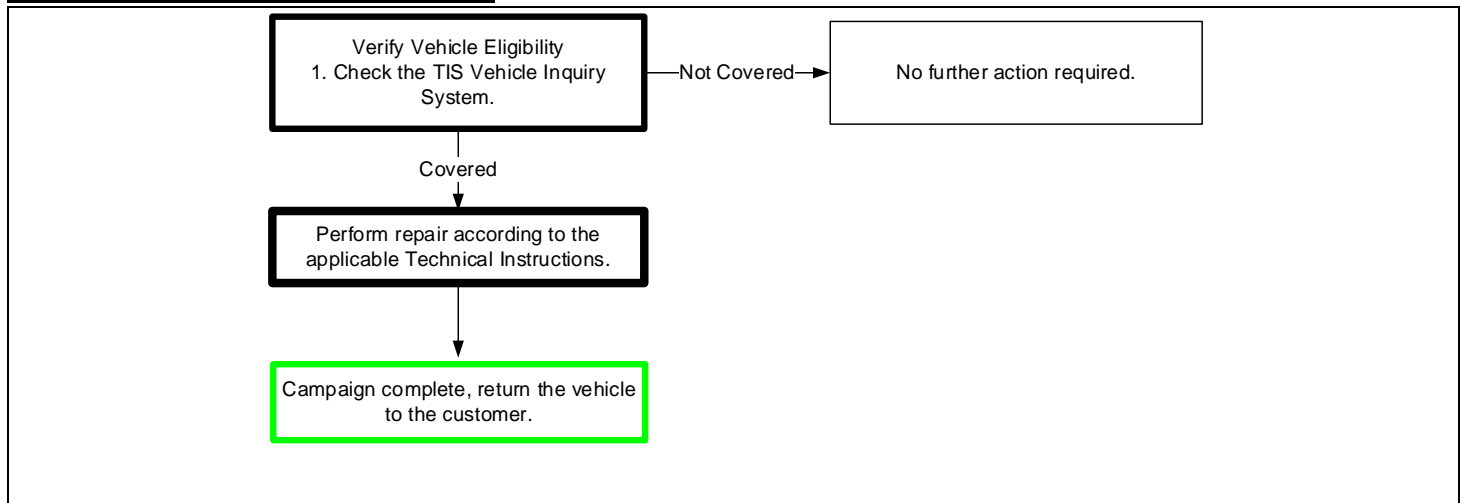 Verify Vehicle Eligibility
1. Check the TIS Vehicle Inquiry
System.
Not Covered
No further action required.
Covered
Perform repair according to the
applicable Technical Instructions.
Campaign complete, return the vehicle
to the customer.